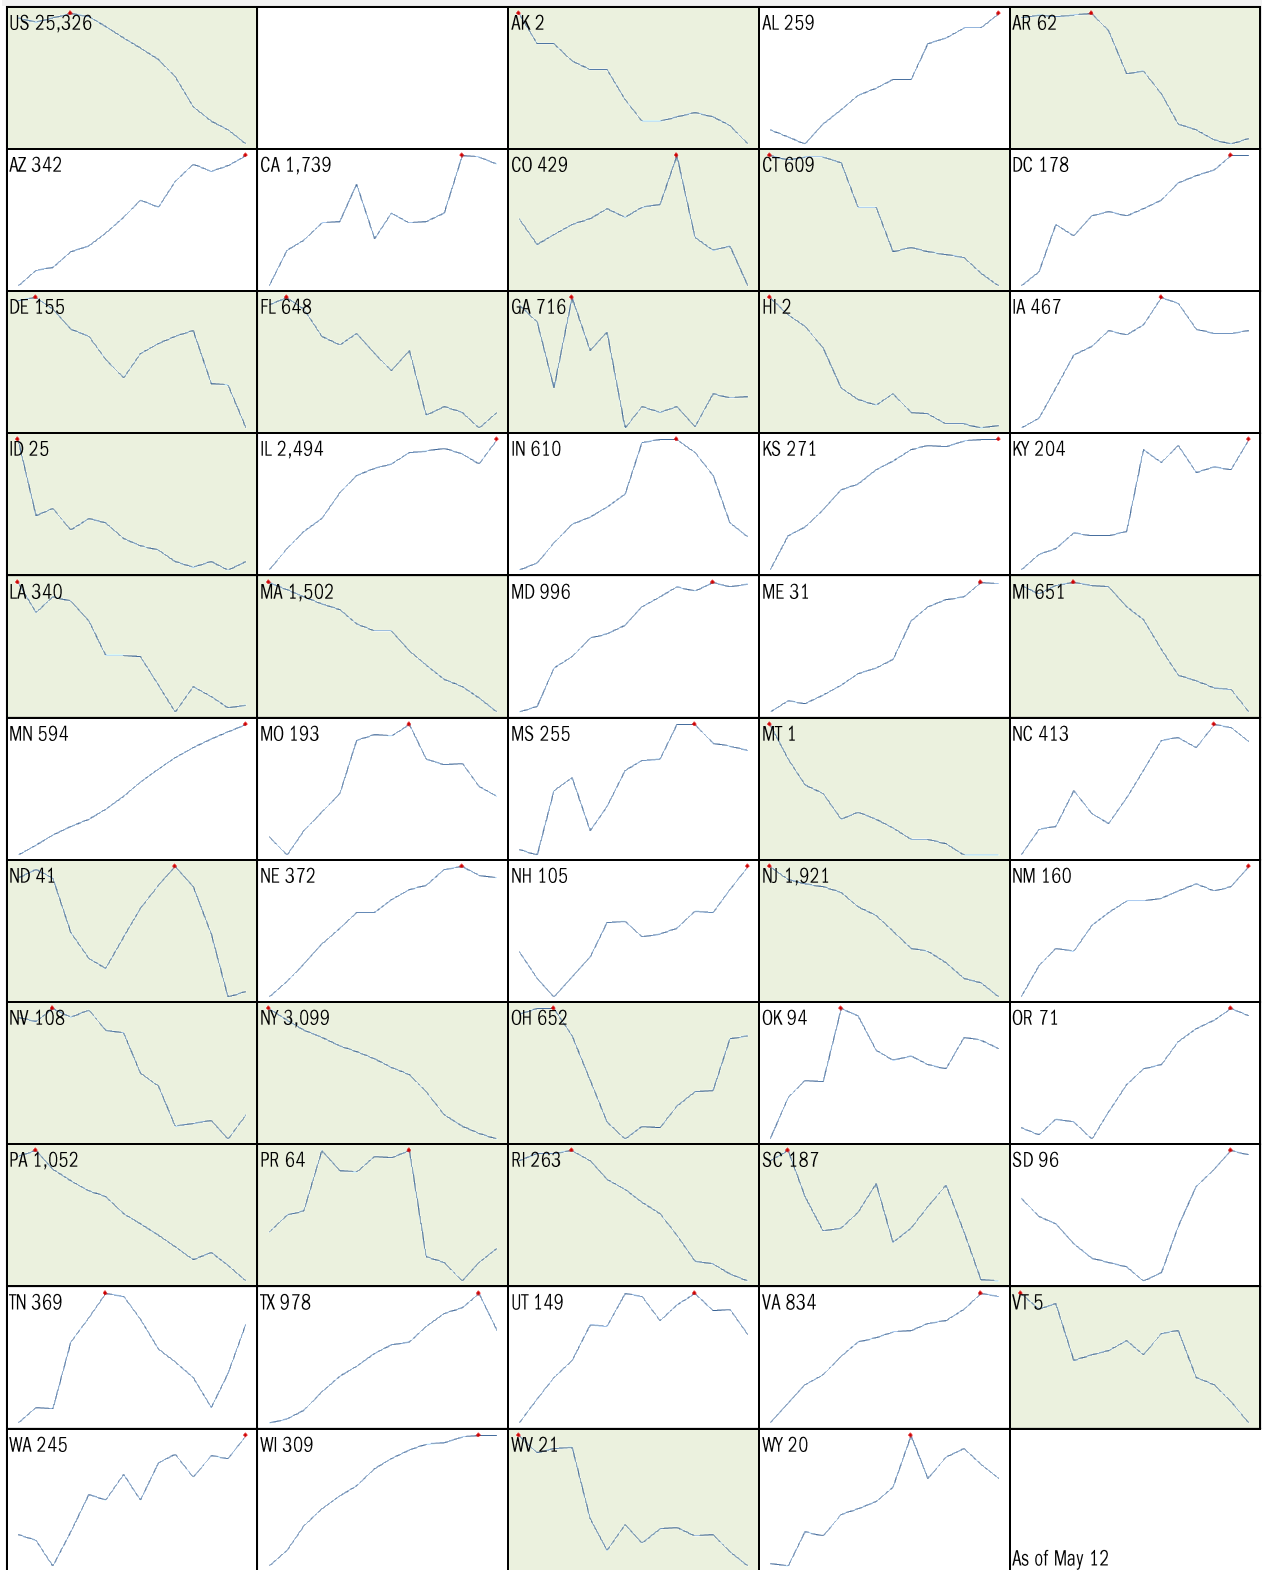 US 25,326
AK 2
AL 259
AR 62
AZ 342
CA 1,739
CO 429
CT 609
DC 178
DE 155
FL 648
GA 716
HI 2
IA 467
ID 25
IL 2,494
IN 610
KS 271
KY 204
LA 340
MA 1,502
MD 996
ME 31
MI 651
MN 594
MO 193
MS 255
MT 1
NC 413
ND 41
NE 372
NH 105
NJ 1,921
NM 160
NV 108
NY 3,099
OH 652
OK 94
OR 71
PA 1,052
PR 64
RI 263
SC 187
SD 96
TN 369
TX 978
UT 149
VA 834
VT 5
WA 245
WI 309
WV 21
WY 20
As of May 12